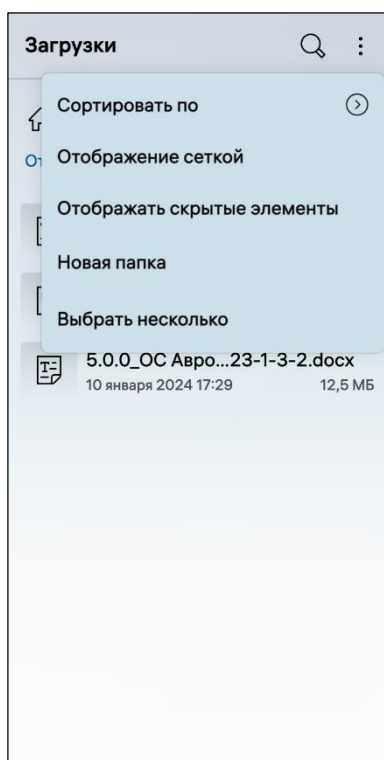 Загрузки
Сортировать по
Отображение сеткой
Отображать скрытые элементы
Новая папка
Выбрать несколько
5.0.0_ОС Авро...23-1-3-2.docx
10 января 2024 17:29 12,5 МБ